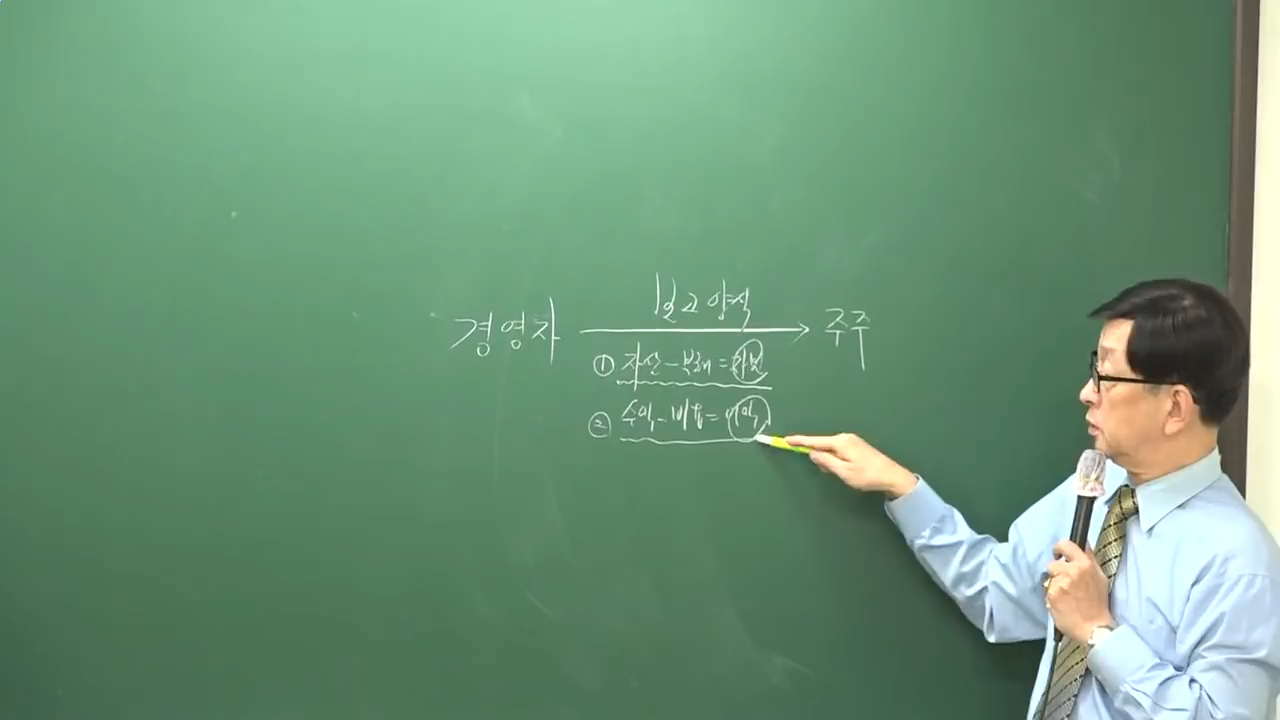 보고양식
경영자 → 주주
① 자산 - 부채 = 자본
② 수익 - 비용 = 이익